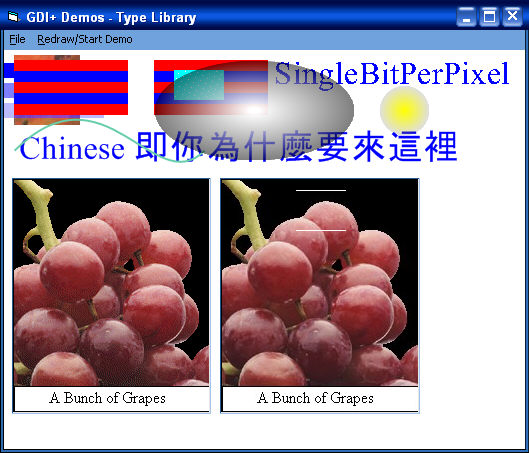 GDI+ Demos - Type Library
File Redraw/Start Demo
SingleBitPerPixel
Chinese 即你為什麼要來這裡
A Bunch of Grapes
A Bunch of Grapes